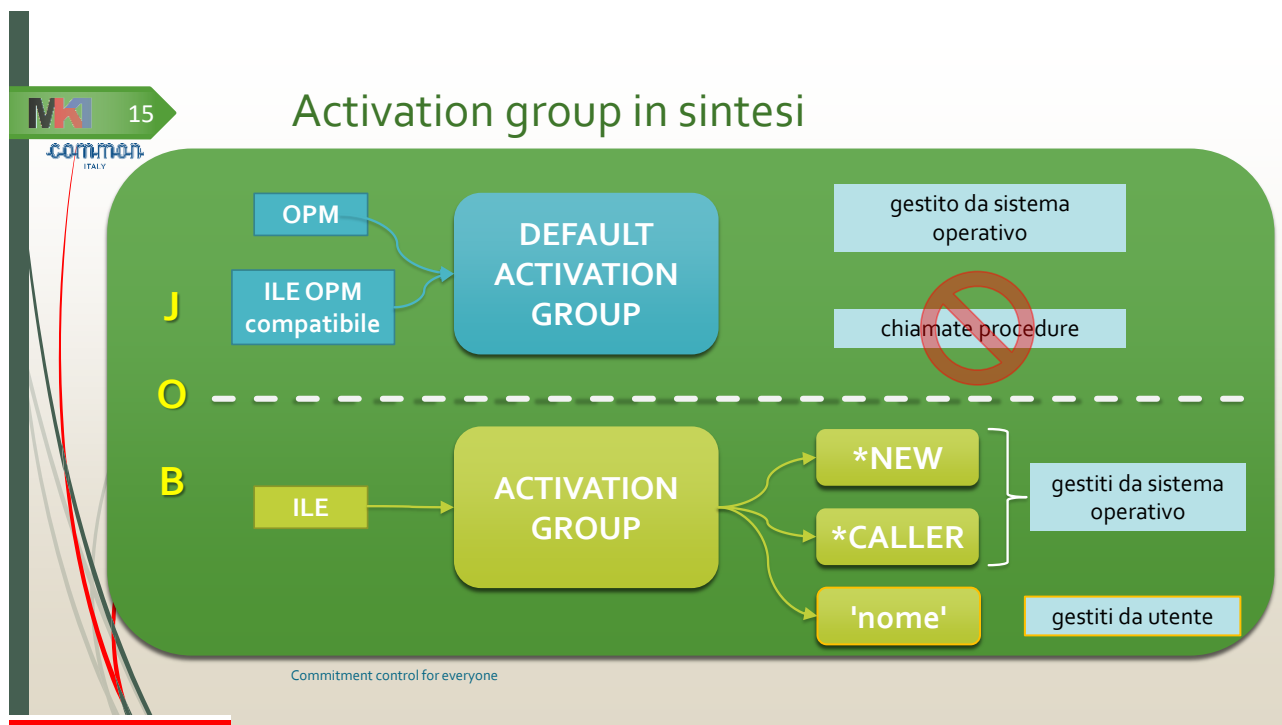 MK1
15
Activation group in sintesi
common
ITALY
OPM
DEFAULT
ACTIVATION
GROUP
gestito da sistema
operativo
ILE OPM
compatibile
chiamate procedure
J
O
B
ILE
ACTIVATION
GROUP
*NEW
*CALLER
'nome'
gestiti da sistema
operativo
gestiti da utente
Commitment control for everyone